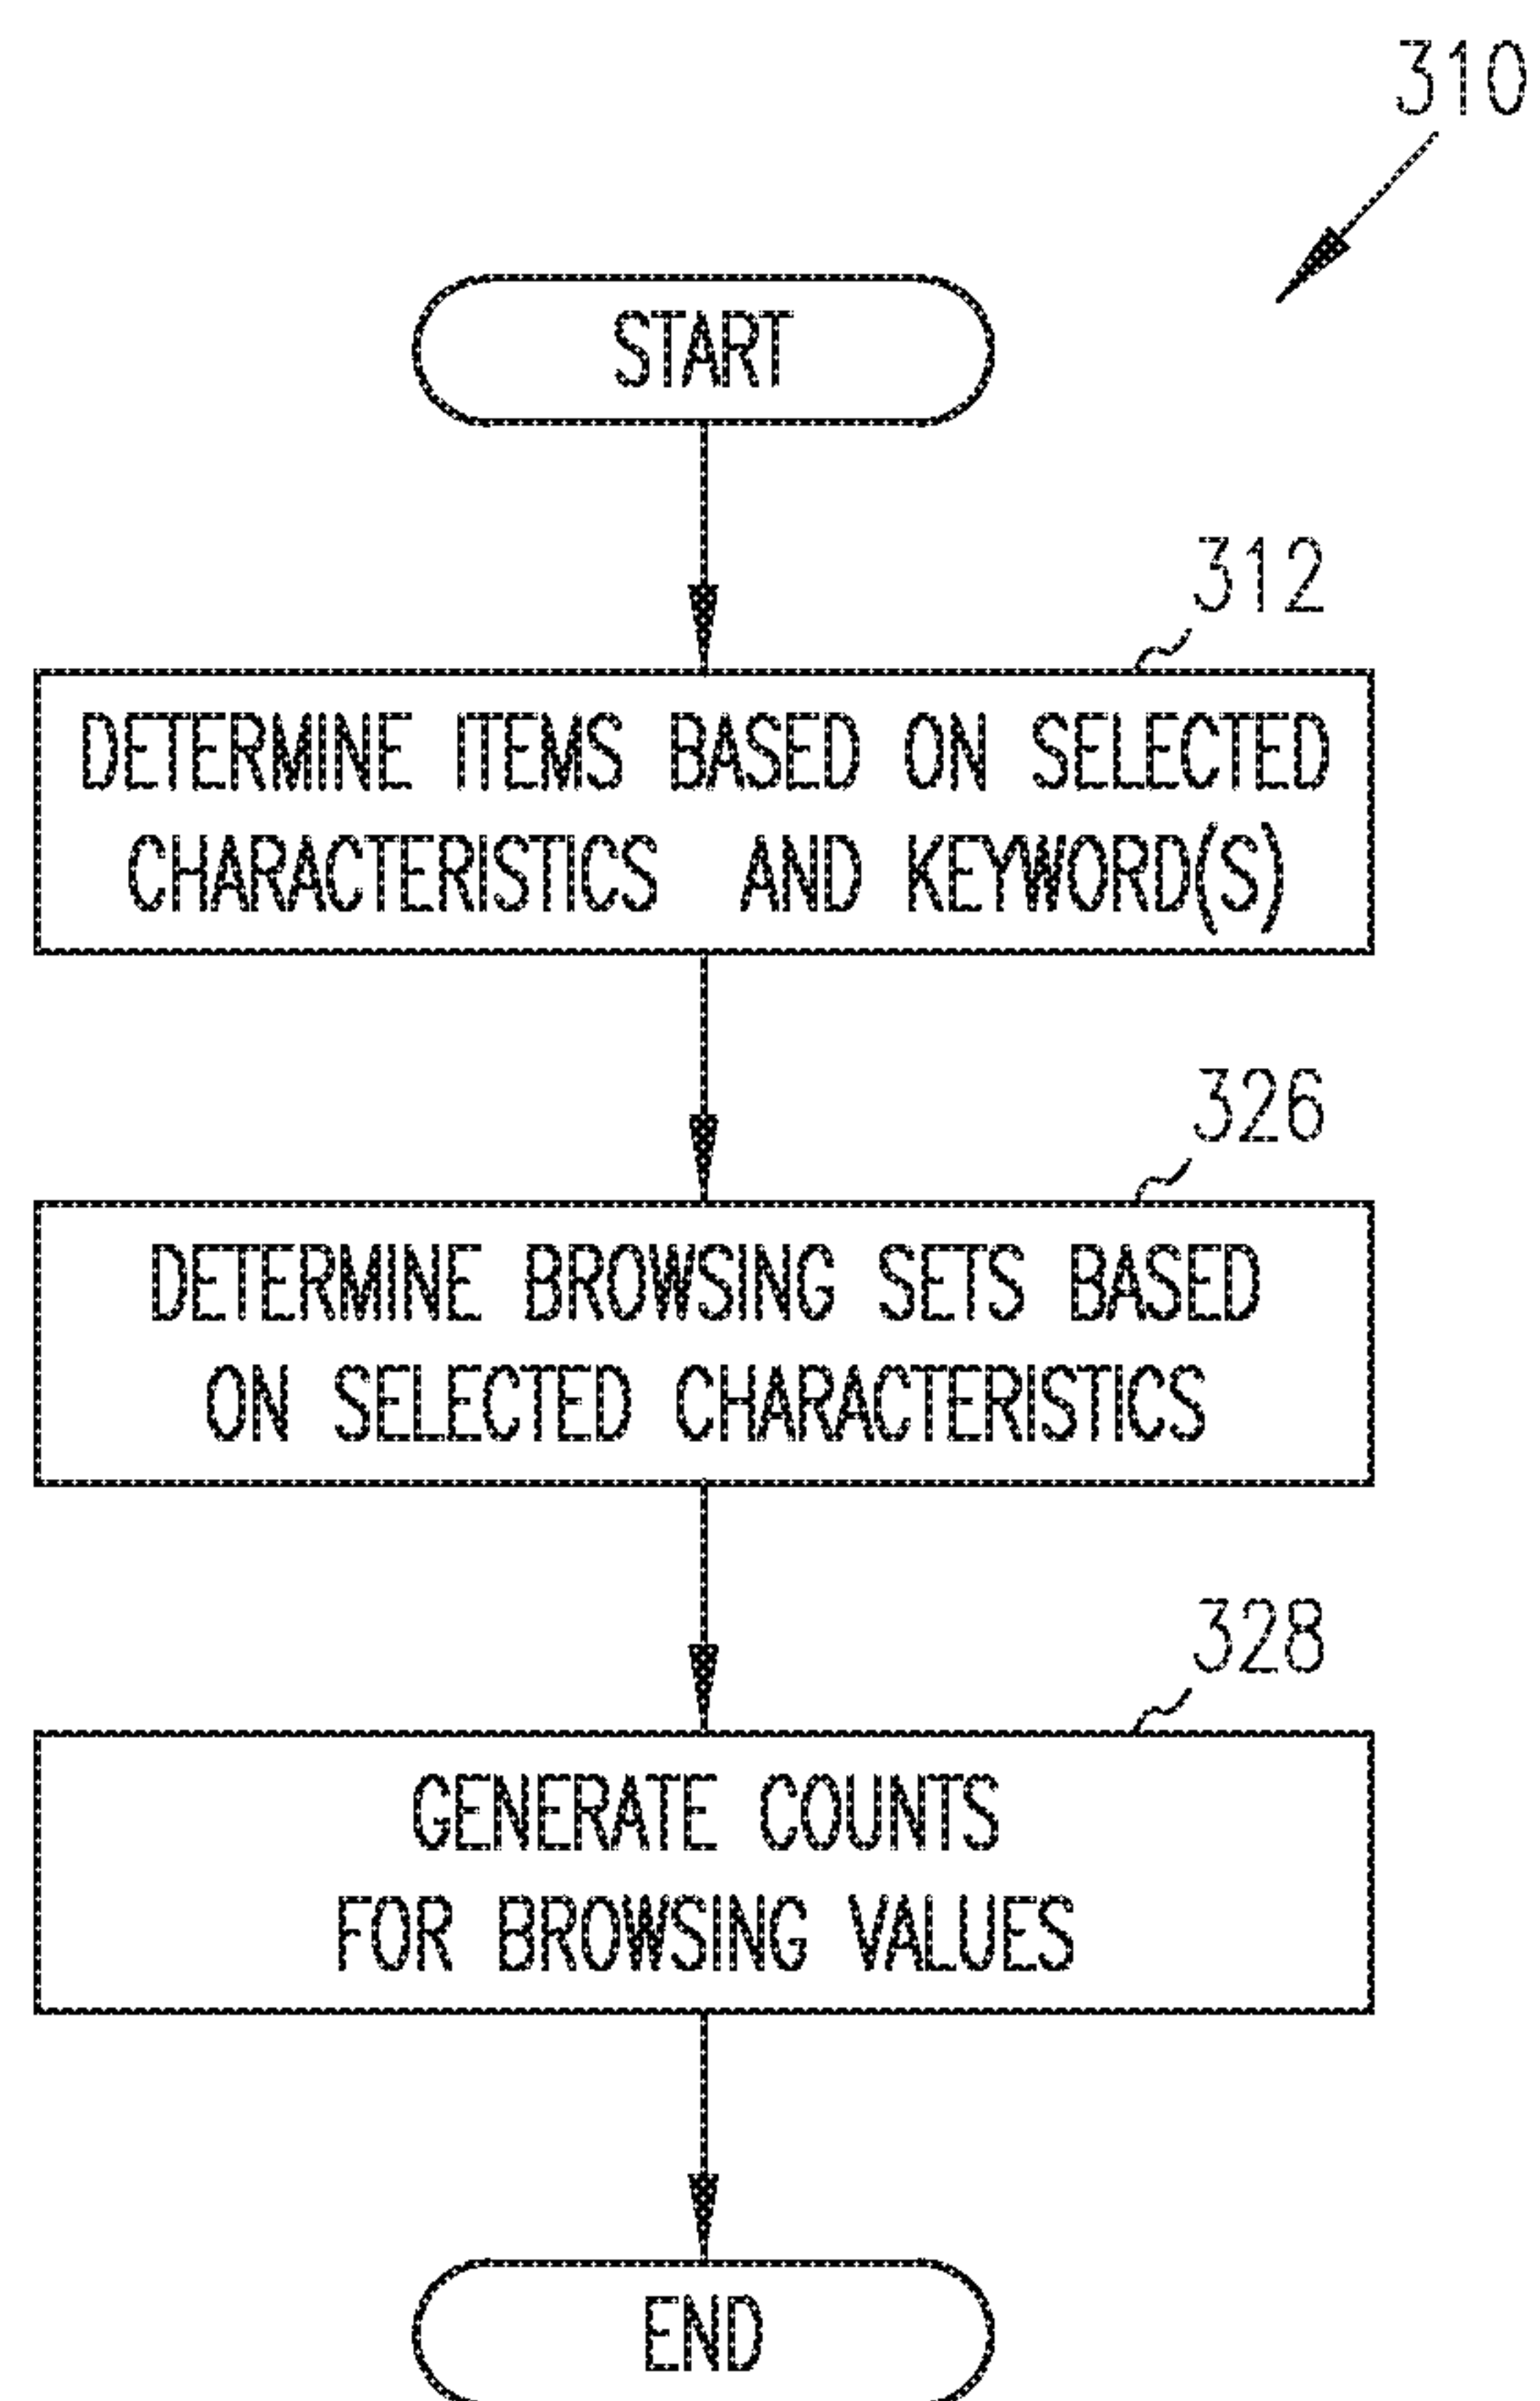 310
START
312
DETERMINE ITEMS BASED ON SELECTED
CHARACTERISTICS AND KEYWORD(S)
326
DETERMINE BROWSING SETS BASED
ON SELECTED CHARACTERISTICS
328
GENERATE COUNTS
FOR BROWSING VALUES
END